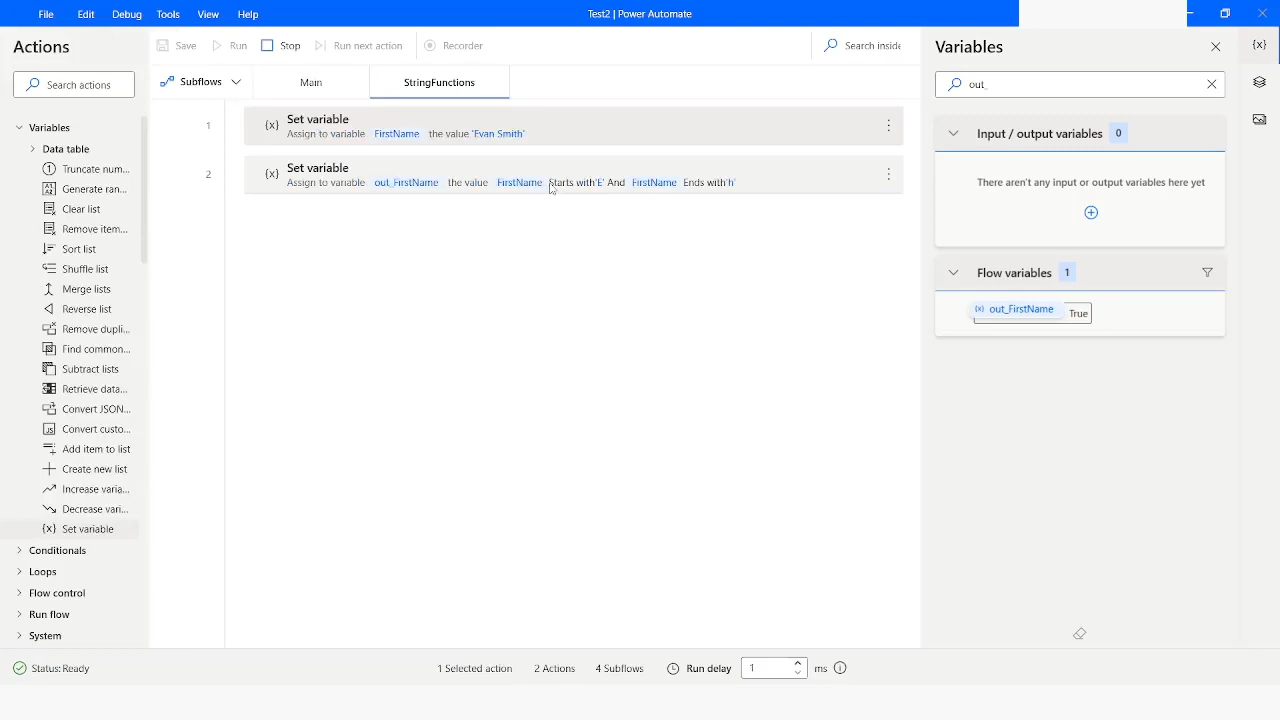 File Edit Debug Tools View Help Test2 | Power Automate
Actions
Search actions
Variables
Data table
Truncate num...
Generate ran...
Clear list
Remove item...
Sort list
Shuffle list
Merge lists
Reverse list
Remove dupli...
Find common...
Subtract lists
Retrieve data...
Convert JSON...
Convert custo...
Add item to list
Create new list
Increase varia...
Decrease vari...
{x} Set variable
Conditionals
Loops
Flow control
Run flow
System
Save Run Stop Run next action Recorder Search inside
Subflows Main StringFunctions
1 {x} Set variable
Assign to variable FirstName the value 'Evan Smith'
2 {x} Set variable
Assign to variable out_FirstName the value FirstName Starts with'E' And FirstName Ends with'h'
Variables
out_
Input / output variables 0
There aren't any input or output variables here yet
Flow variables 1
{x} out_FirstName True
{x}
Status: Ready 1 Selected action 2 Actions 4 Subflows Run delay 1 ms